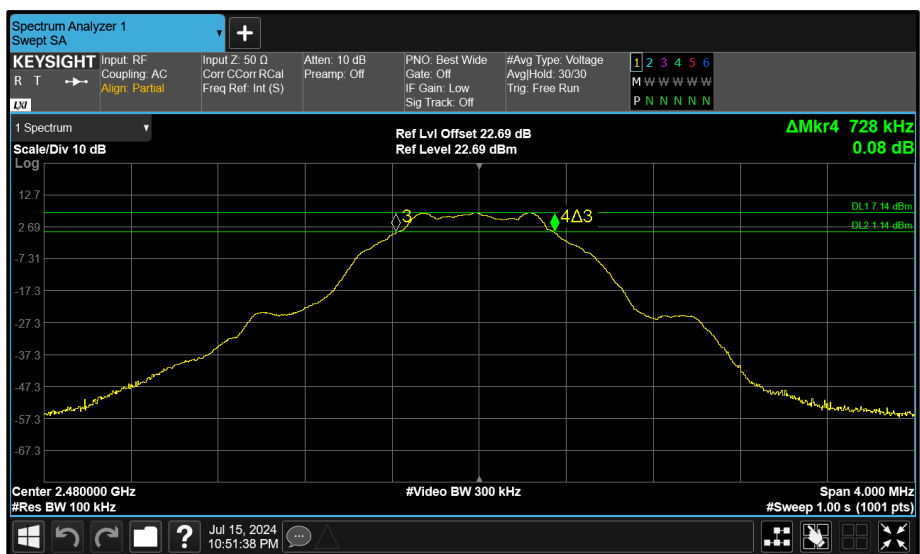 Spectrum Analyzer 1
Swept SA
KEYSIGHT
R T
LXI
Input: RF
Coupling: AC
Align: Partial
Input Z: 50 Ω
Corr CCorr RCal
Freq Ref: Int (S)
Atten: 10 dB
Preamp: Off
PNO: Best Wide
Gate: Off
IF Gain: Low
Sig Track: Off
#Avg Type: Voltage
Avg|Hold: 30/30
Trig: Free Run
1 2 3 4 5 6
M W W W W W
P N N N N N
1 Spectrum
Scale/Div 10 dB
Log
Ref Lvl Offset 22.69 dB
Ref Level 22.69 dBm
ΔMkr4 728 kHz
0.08 dB
12.7
2.69
-7.31
-17.3
-27.3
-37.3
-47.3
-57.3
-67.3
3
4Δ3
DL1 7.14 dBm
DL2 1.14 dBm
Center 2.480000 GHz
#Res BW 100 kHz
#Video BW 300 kHz
Span 4.000 MHz
#Sweep 1.00 s (1001 pts)
?
Jul 15, 2024
10:51:38 PM